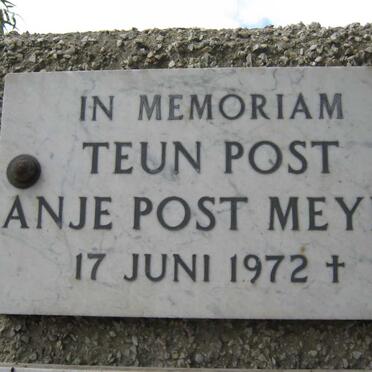 IN MEMORIAM
TEUN POST
ANJE POST MEY
17 JUNI 1972 †